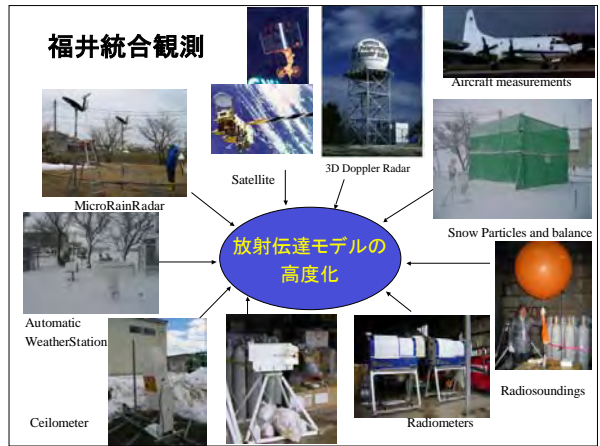 福井統合観測
Aircraft measurements
Satellite
3D Doppler Radar
MicroRainRadar
Snow Particles and balance
放射伝達モデルの
高度化
Automatic
WeatherStation
Radiosoundings
Ceilometer
Radiometers